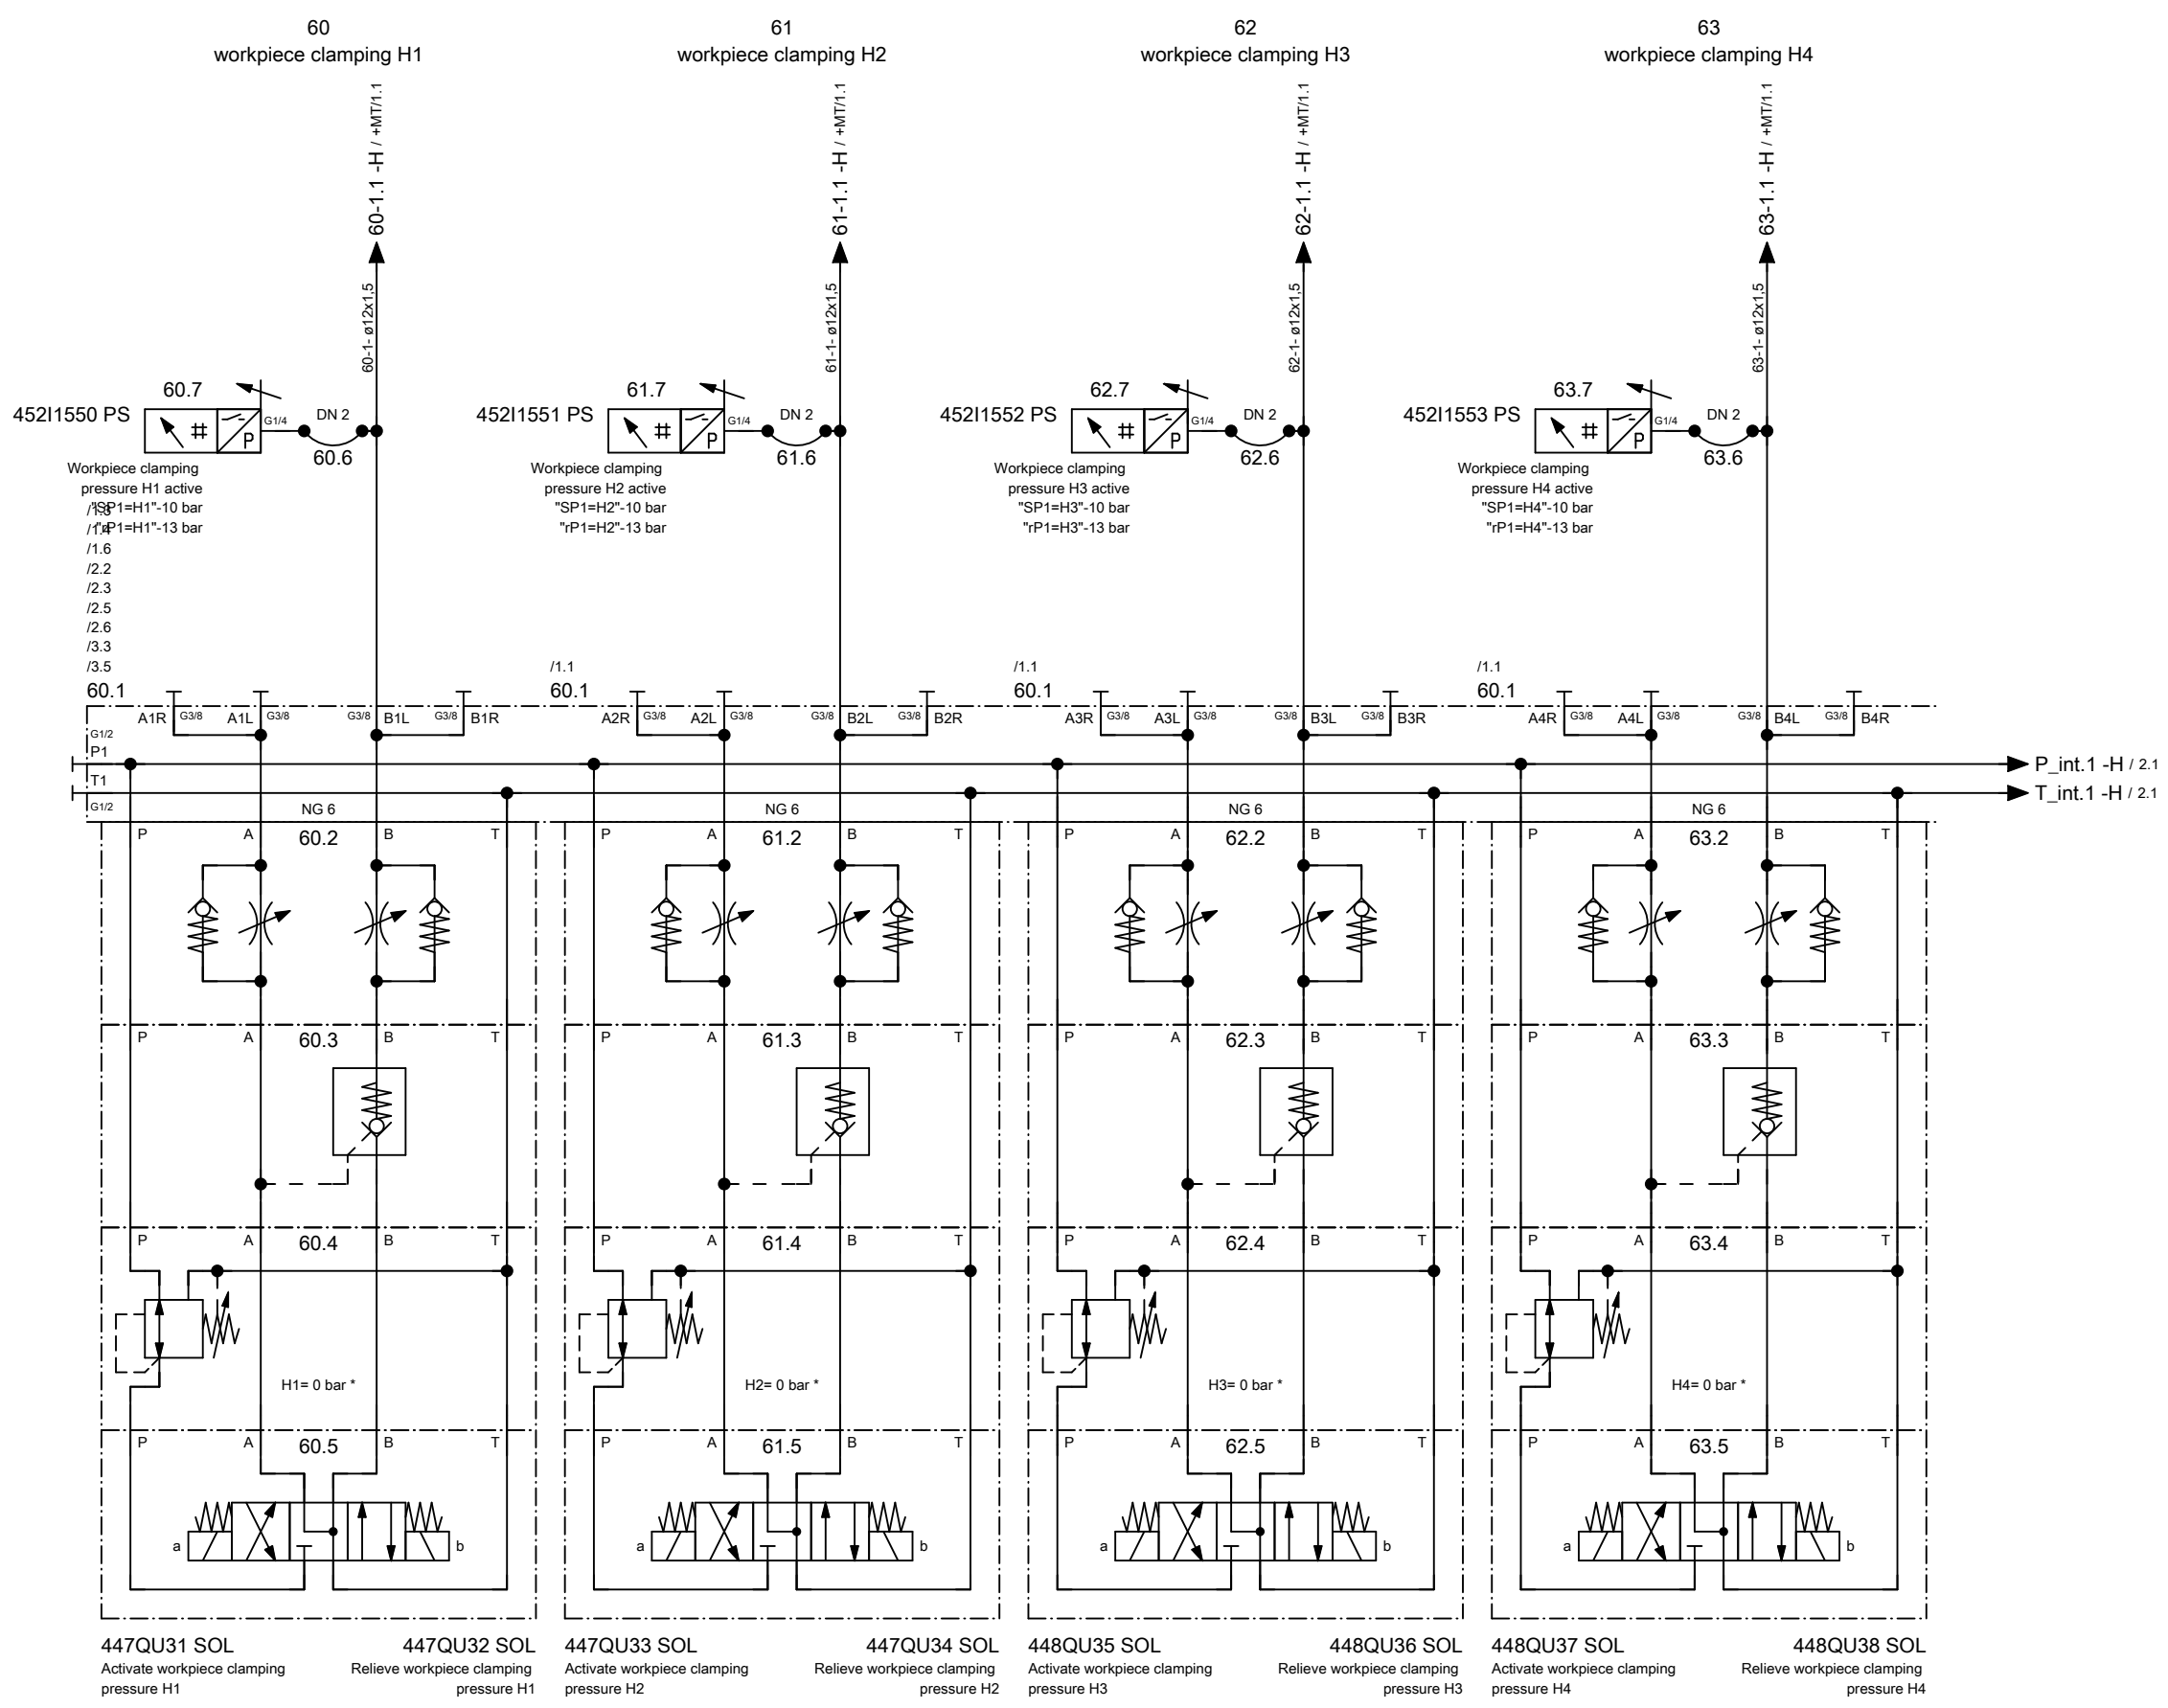 60
workpiece clamping H1
61
workpiece clamping H2
62
workpiece clamping H3
63
workpiece clamping H4
60-1.1 -H / +MT/1.1
61-1.1 -H / +MT/1.1
62-1.1 -H / +MT/1.1
63-1.1 -H / +MT/1.1
60-1- ø12x1,5
61-1- ø12x1,5
62-1- ø12x1,5
63-1- ø12x1,5
60.7
452I1550 PS
# P
G1/4
DN 2
60.6
Workpiece clamping
pressure H1 active
"SP1=H1"-10 bar
"rP1=H1"-13 bar
61.7
452I1551 PS
# P
G1/4
DN 2
61.6
Workpiece clamping
pressure H2 active
"SP1=H2"-10 bar
"rP1=H2"-13 bar
62.7
452I1552 PS
# P
G1/4
DN 2
62.6
Workpiece clamping
pressure H3 active
"SP1=H3"-10 bar
"rP1=H3"-13 bar
63.7
452I1553 PS
# P
G1/4
DN 2
63.6
Workpiece clamping
pressure H4 active
"SP1=H4"-10 bar
"rP1=H4"-13 bar
/1.3
/1.4
/1.6
/2.2
/2.3
/2.5
/2.6
/3.3
/3.5
60.1
/1.1
60.1
/1.1
60.1
/1.1
60.1
A1R G3/8 A1L G3/8 G3/8 B1L G3/8 B1R
A2R G3/8 A2L G3/8 G3/8 B2L G3/8 B2R
A3R G3/8 A3L G3/8 G3/8 B3L G3/8 B3R
A4R G3/8 A4L G3/8 G3/8 B4L G3/8 B4R
G1/2
P1
T1
G1/2
P_int.1 -H / 2.1
T_int.1 -H / 2.1
NG 6
NG 6
NG 6
NG 6
P A 60.2 B T
P A 61.2 B T
P A 62.2 B T
P A 63.2 B T
P A 60.3 B T
P A 61.3 B T
P A 62.3 B T
P A 63.3 B T
P A 60.4 B T
P A 61.4 B T
P A 62.4 B T
P A 63.4 B T
H1= 0 bar *
H2= 0 bar *
H3= 0 bar *
H4= 0 bar *
P A 60.5 B T
P A 61.5 B T
P A 62.5 B T
P A 63.5 B T
a b
a b
a b
a b
447QU31 SOL
Activate workpiece clamping
pressure H1
447QU32 SOL
Relieve workpiece clamping
pressure H1
447QU33 SOL
Activate workpiece clamping
pressure H2
447QU34 SOL
Relieve workpiece clamping
pressure H2
448QU35 SOL
Activate workpiece clamping
pressure H3
448QU36 SOL
Relieve workpiece clamping
pressure H3
448QU37 SOL
Activate workpiece clamping
pressure H4
448QU38 SOL
Relieve workpiece clamping
pressure H4